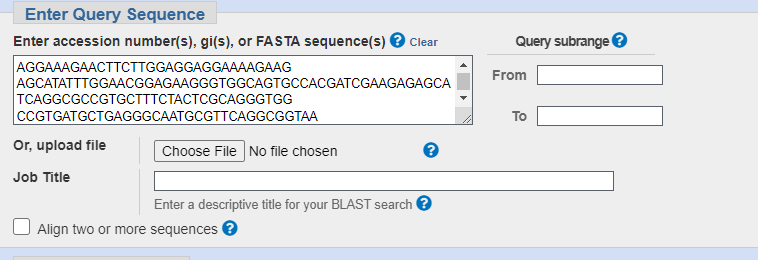 Enter Query Sequence
Enter accession number(s), gi(s), or FASTA sequence(s) ? Clear
Query subrange ?
AGGAAAGAACTTCTTGGAGGAGGAAAAGAAG
AGCATATTTGGAACGGAGAAGGGTGGCAGTGCCACGATCGAAGAGAGCA
TCAGGCGCCGTGCTTTCTACTCGCAGGGTGG
CCGTGATGCTGAGGGCAATGCGTTCAGGCGGTAA
From
To
Or, upload file
Choose File No file chosen ?
Job Title
Enter a descriptive title for your BLAST search ?
Align two or more sequences ?